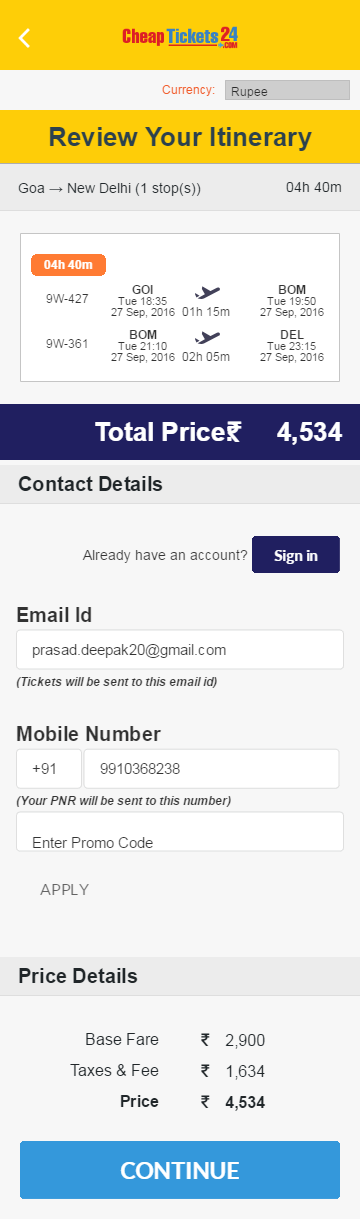 Cheap Tickets 24
.COM
Currency: Rupee
Review Your Itinerary
Goa → New Delhi (1 stop(s)) 04h 40m
04h 40m
9W-427 GOI BOM
Tue 18:35 Tue 19:50
27 Sep, 2016 01h 15m 27 Sep, 2016
9W-361 BOM DEL
Tue 21:10 Tue 23:15
27 Sep, 2016 02h 05m 27 Sep, 2016
Total Price₹ 4,534
Contact Details
Already have an account? Sign in
Email Id
prasad.deepak20@gmail.com
(Tickets will be sent to this email id)
Mobile Number
+91 9910368238
(Your PNR will be sent to this number)
Enter Promo Code
APPLY
Price Details
Base Fare ₹ 2,900
Taxes & Fee ₹ 1,634
Price ₹ 4,534
CONTINUE